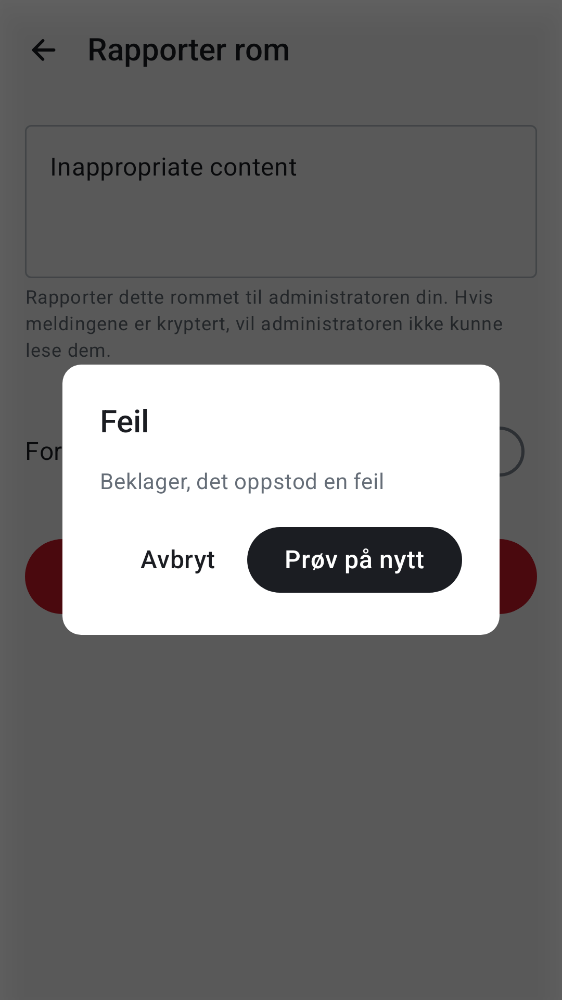 Rapporter rom
Inappropriate content
Rapporter dette rommet til administratoren din. Hvis
meldingene er kryptert, vil administratoren ikke kunne
lese dem.
Feil
For
Beklager, det oppstod en feil
Avbryt
Prøv på nytt